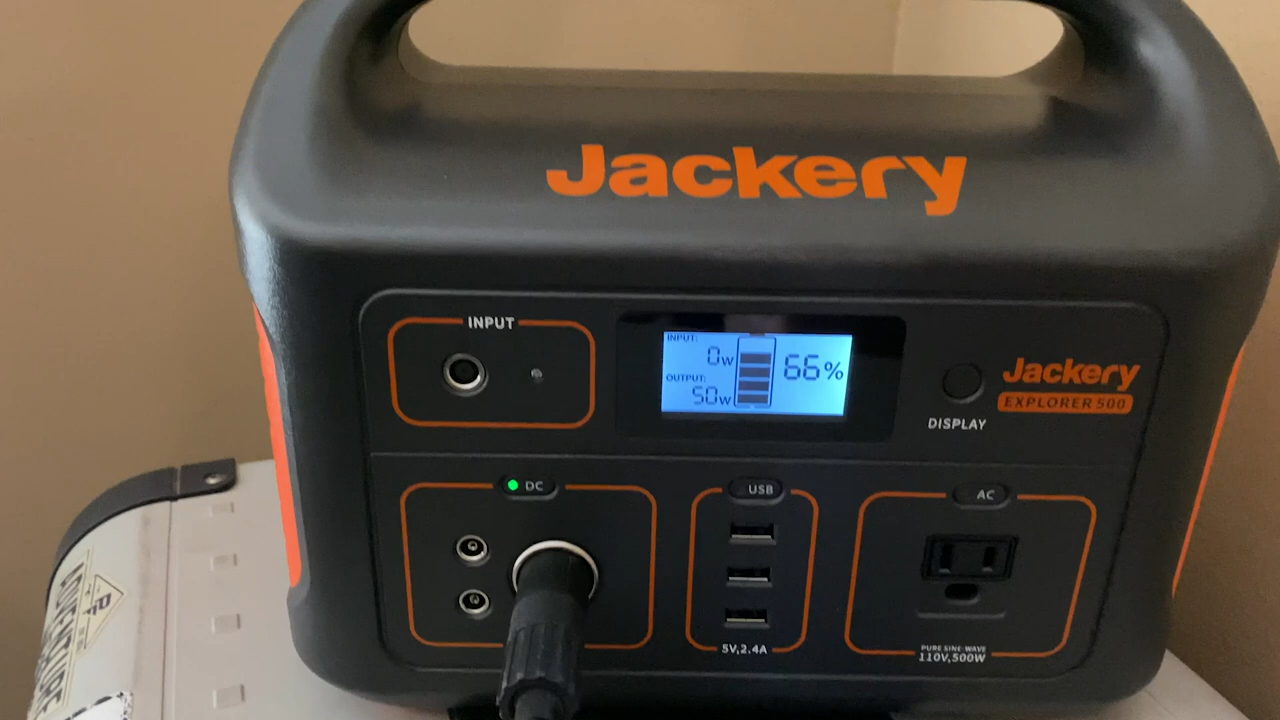 Jackery
INPUT
INPUT:
0W
66%
OUTPUT:
50W
Jackery
EXPLORER 500
DISPLAY
DC
USB
AC
5V,2.4A
PURE SINE-WAVE
110V,500W
ADVENTURE